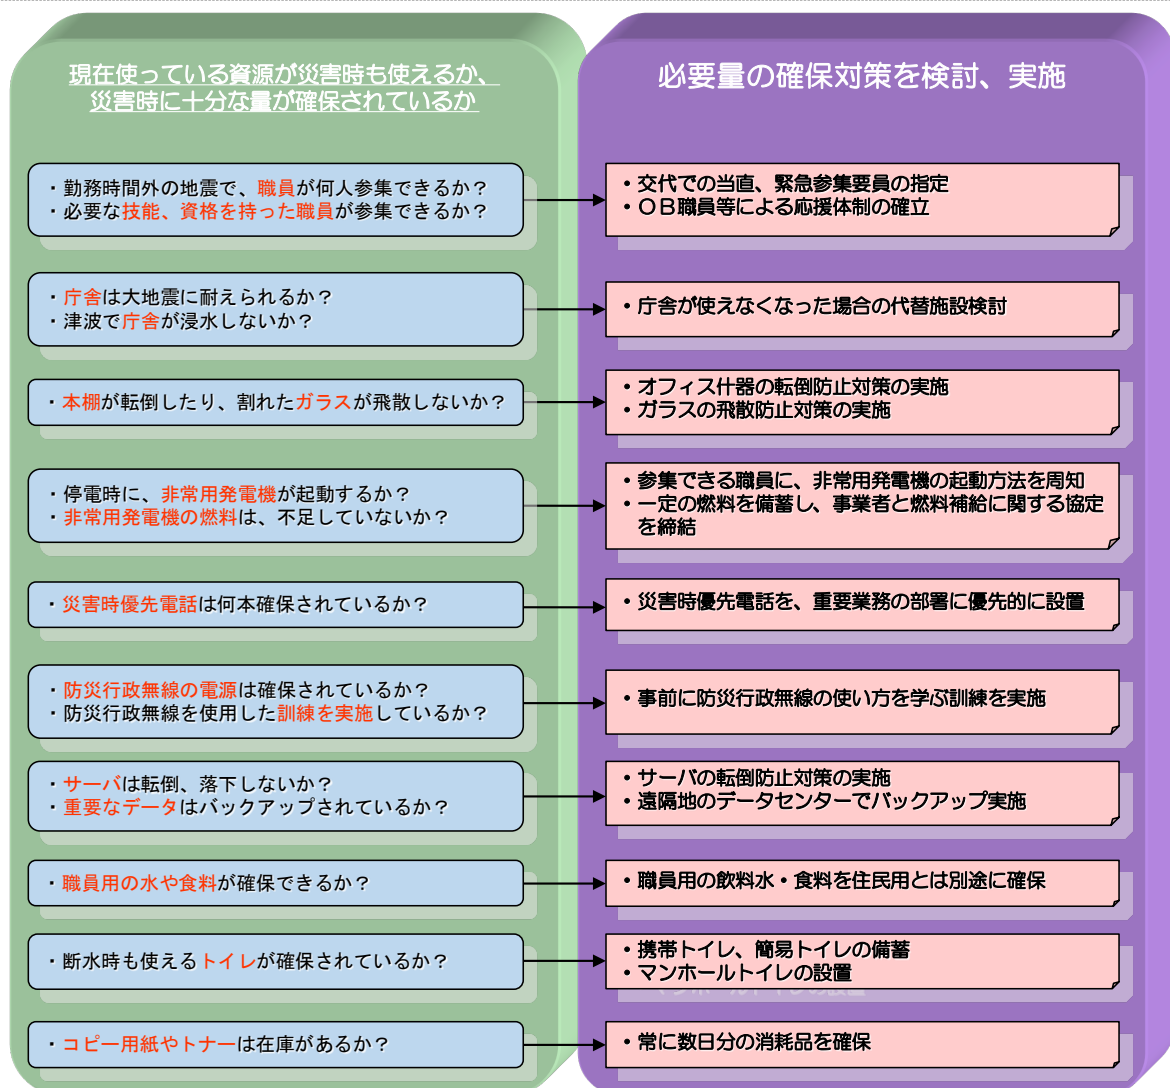 現在使っている資源が災害時も使えるか、
災害時に十分な量が確保されているか
必要量の確保対策を検討、実施
・勤務時間外の地震で、職員が何人参集できるか？
・必要な技能、資格を持った職員が参集できるか？
・交代での当直、緊急参集要員の指定
・ＯＢ職員等による応援体制の確立
・庁舎は大地震に耐えられるか？
・津波で庁舎が浸水しないか？
・庁舎が使えなくなった場合の代替施設検討
・本棚が転倒したり、割れたガラスが飛散しないか？
・オフィス什器の転倒防止対策の実施
・ガラスの飛散防止対策の実施
・停電時に、非常用発電機が起動するか？
・非常用発電機の燃料は、不足していないか？
・参集できる職員に、非常用発電機の起動方法を周知
・一定の燃料を備蓄し、事業者と燃料補給に関する協定
を締結
・災害時優先電話は何本確保されているか？
・災害時優先電話を、重要業務の部署に優先的に設置
・防災行政無線の電源は確保されているか？
・防災行政無線を使用した訓練を実施しているか？
・事前に防災行政無線の使い方を学ぶ訓練を実施
・サーバは転倒、落下しないか？
・重要なデータはバックアップされているか？
・サーバの転倒防止対策の実施
・遠隔地のデータセンターでバックアップ実施
・職員用の水や食料が確保できるか？
・職員用の飲料水・食料を住民用とは別途に確保
・断水時も使えるトイレが確保されているか？
・携帯トイレ、簡易トイレの備蓄
・マンホールトイレの設置
・コピー用紙やトナーは在庫があるか？
・常に数日分の消耗品を確保